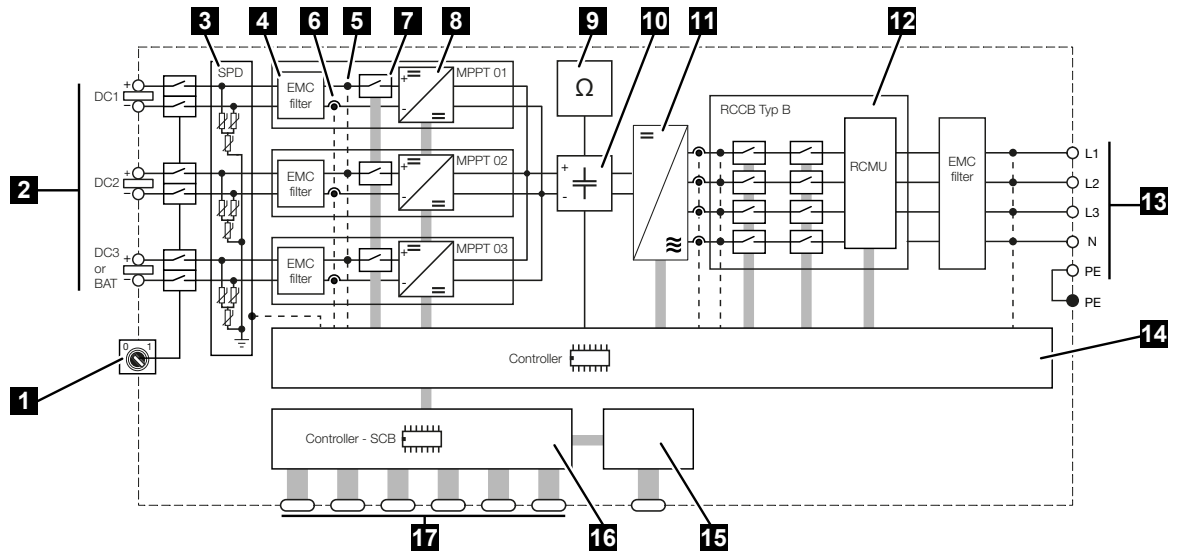 3 4 6 5 7 8 9 10 11 12
SPD
MPPT 01
EMC
filter
+ =
- =
DC1
+
-
Ω
RCCB Typ B
2
MPPT 02
EMC
filter
+ =
- =
DC2
+
-
+
-
=
≈
RCMU
EMC
filter
L1
L2
L3
N
PE
PE
13
MPPT 03
EMC
filter
+ =
- =
DC3
or
BAT
+
-
0 1
1
Controller
14
Controller - SCB
17 16 15